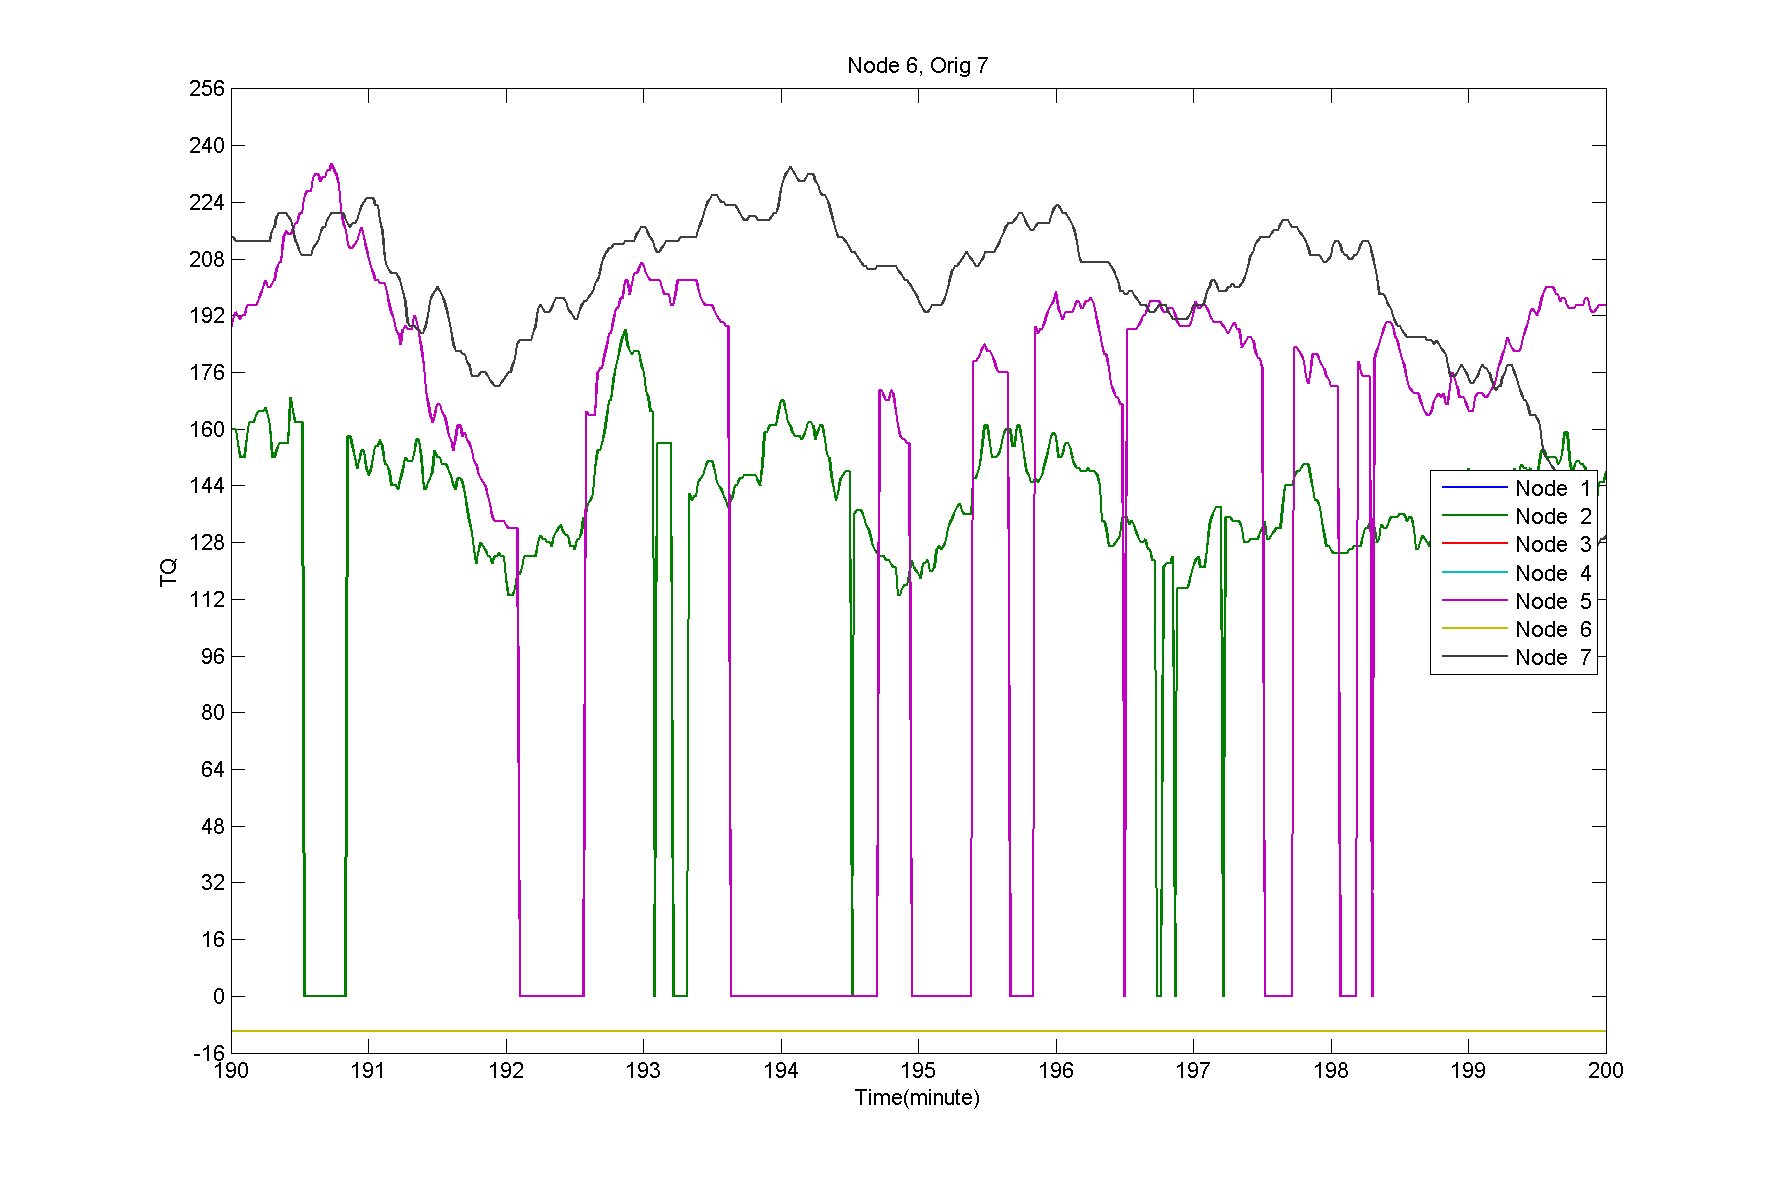 Node 6, Orig 7
256
240
224
208
192
176
160
144
128
112
96
80
64
48
32
16
0
-16
TQ
190 191 192 193 194 195 196 197 198 199 200
Time(minute)
Node 1
Node 2
Node 3
Node 4
Node 5
Node 6
Node 7